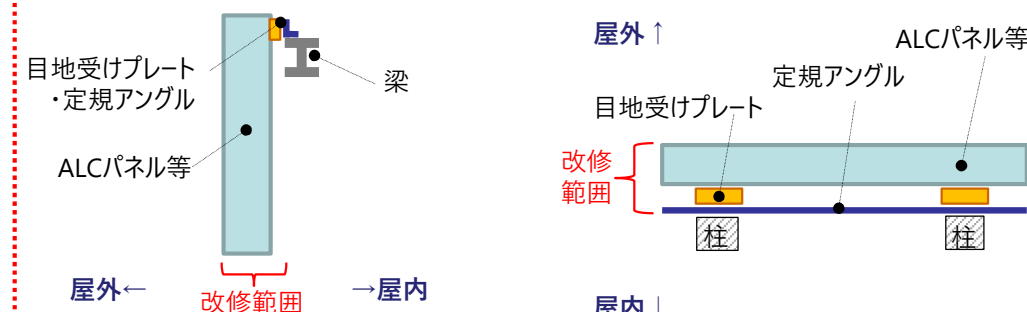 目地受けプレート
・定規アングル
梁
ALCパネル等
屋外←
改修範囲
→屋内
屋外↑
ALCパネル等
定規アングル
目地受けプレート
改修
範囲
柱
柱
屋内↓